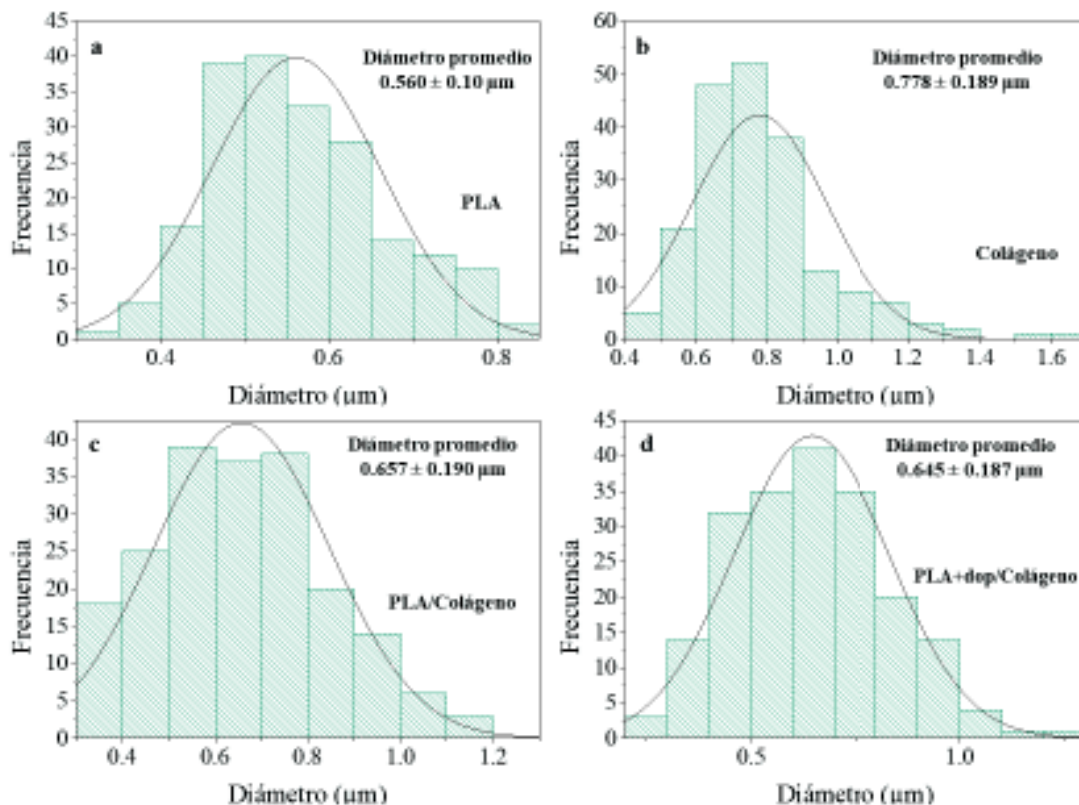 a
Diámetro promedio
0.560 ± 0.10 µm
PLA
Frecuencia
45
40
35
30
25
20
15
10
5
0
0.4 0.6 0.8
Diámetro (µm)
b
Diámetro promedio
0.778 ± 0.189 µm
Colágeno
Frecuencia
60
50
40
30
20
10
0
0.4 0.6 0.8 1.0 1.2 1.4 1.6
Diámetro (µm)
c
Diámetro promedio
0.657 ± 0.190 µm
PLA/Colágeno
Frecuencia
40
35
30
25
20
15
10
5
0
0.4 0.6 0.8 1.0 1.2
Diámetro (µm)
d
Diámetro promedio
0.645 ± 0.187 µm
PLA+dop/Colágeno
Frecuencia
45
40
35
30
25
20
15
10
5
0
0.5 1.0
Diámetro (µm)